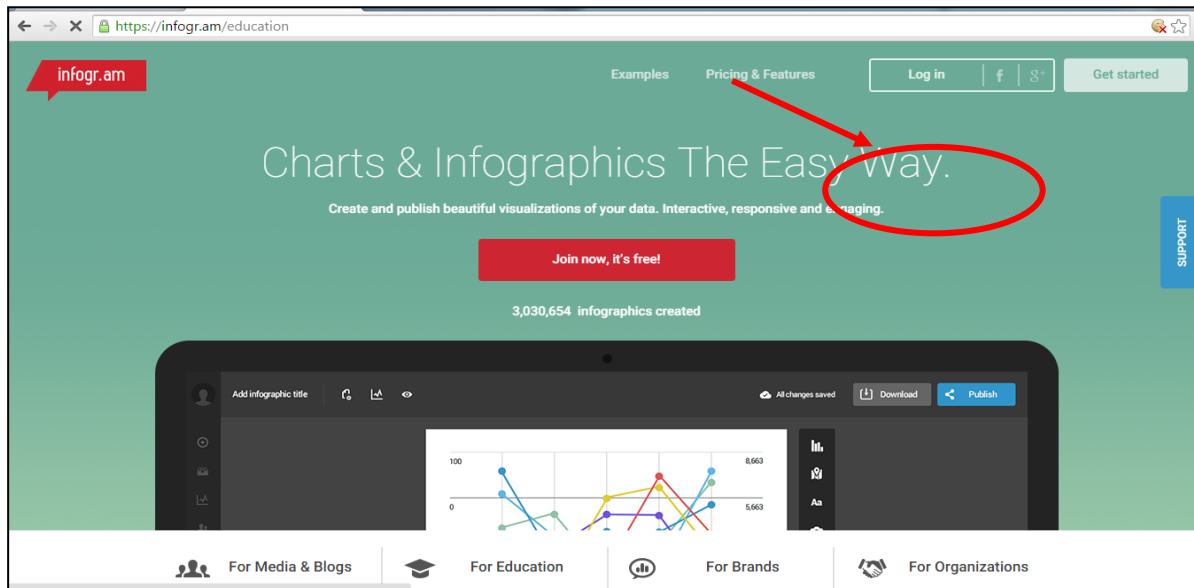 https://infogr.am/education
infogr.am
Examples Pricing & Features Log in f g+ Get started
Charts & Infographics The Easy Way.
Create and publish beautiful visualizations of your data. Interactive, responsive and engaging.
SUPPORT
Join now, it's free!
3,030,654 infographics created
Add infographic title All changes saved Download Publish
100 8,663
0 5,663
Aa
For Media & Blogs For Education For Brands For Organizations